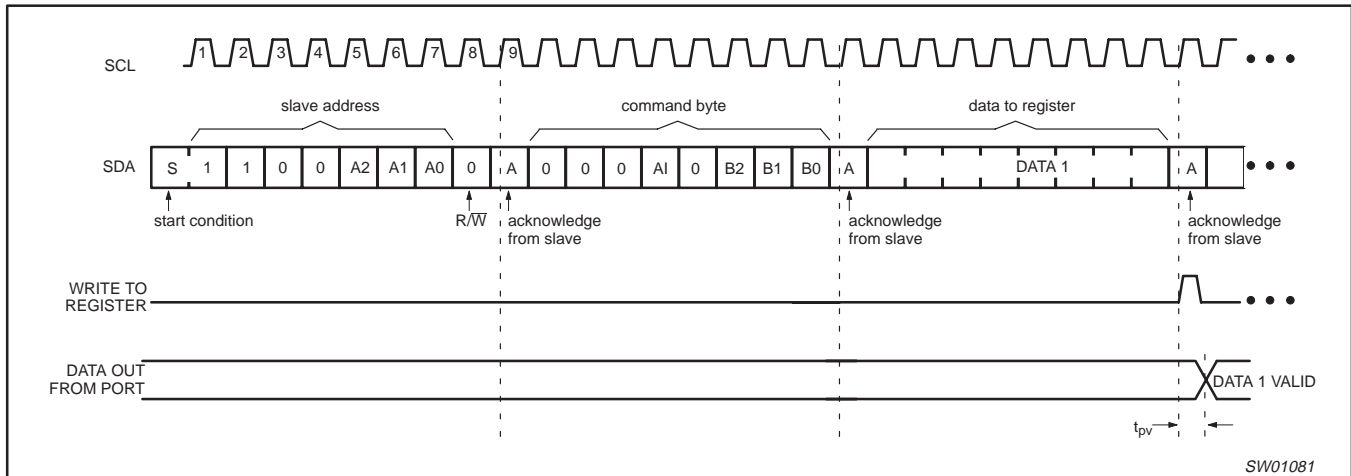 SCL 1 2 3 4 5 6 7 8 9
slave address command byte data to register
SDA S 1 1 0 0 A2 A1 A0 0 A 0 0 0 AI 0 B2 B1 B0 A DATA 1 A
start condition R/W̅ acknowledge from slave acknowledge from slave acknowledge from slave
WRITE TO
REGISTER
DATA OUT
FROM PORT
DATA 1 VALID
tpv
SW01081